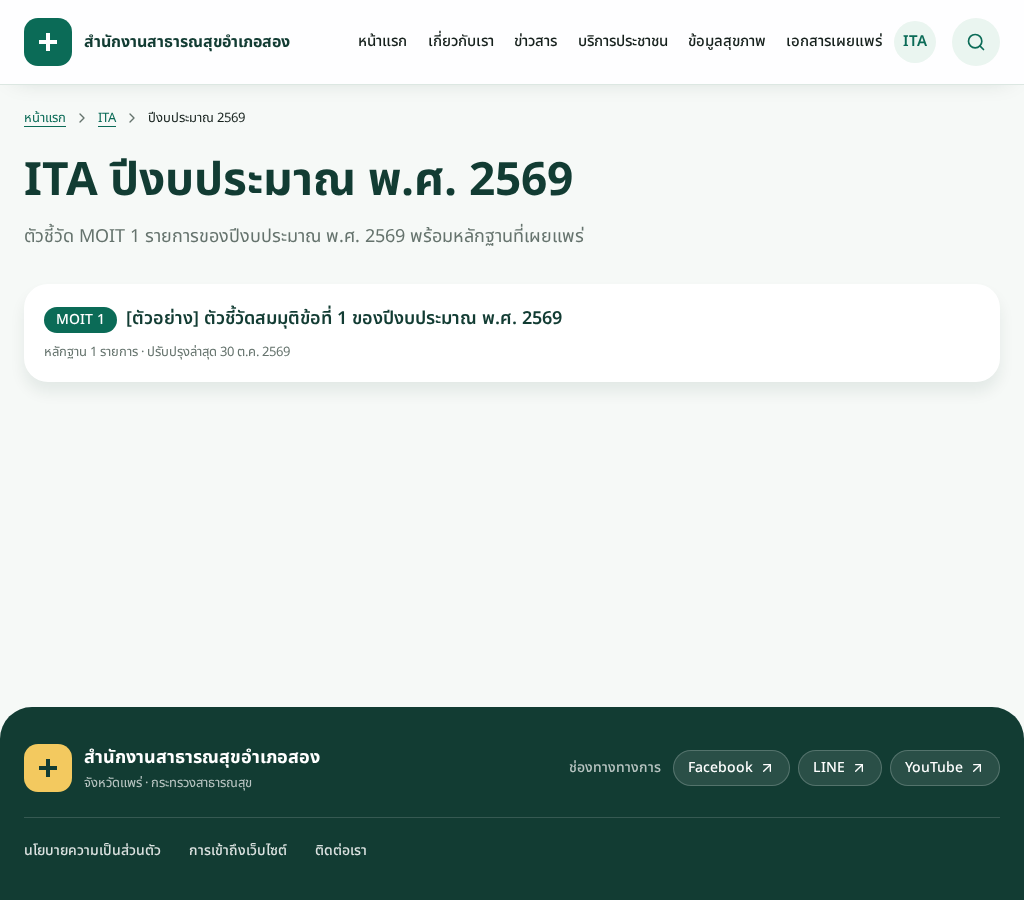 สำนักงานสาธารณสุขอำเภอสอง
หน้าแรก เกี่ยวกับเรา ข่าวสาร บริการประชาชน ข้อมูลสุขภาพ เอกสารเผยแพร่ ITA
หน้าแรก ITA ปีงบประมาณ 2569
ITA ปีงบประมาณ พ.ศ. 2569
ตัวชี้วัด MOIT 1 รายการของปีงบประมาณ พ.ศ. 2569 พร้อมหลักฐานที่เผยแพร่
MOIT 1 [ตัวอย่าง] ตัวชี้วัดสมมุติข้อที่ 1 ของปีงบประมาณ พ.ศ. 2569
หลักฐาน 1 รายการ · ปรับปรุงล่าสุด 30 ต.ค. 2569
สำนักงานสาธารณสุขอำเภอสอง
จังหวัดแพร่ · กระทรวงสาธารณสุข
ช่องทางทางการ Facebook LINE YouTube
นโยบายความเป็นส่วนตัว การเข้าถึงเว็บไซต์ ติดต่อเรา